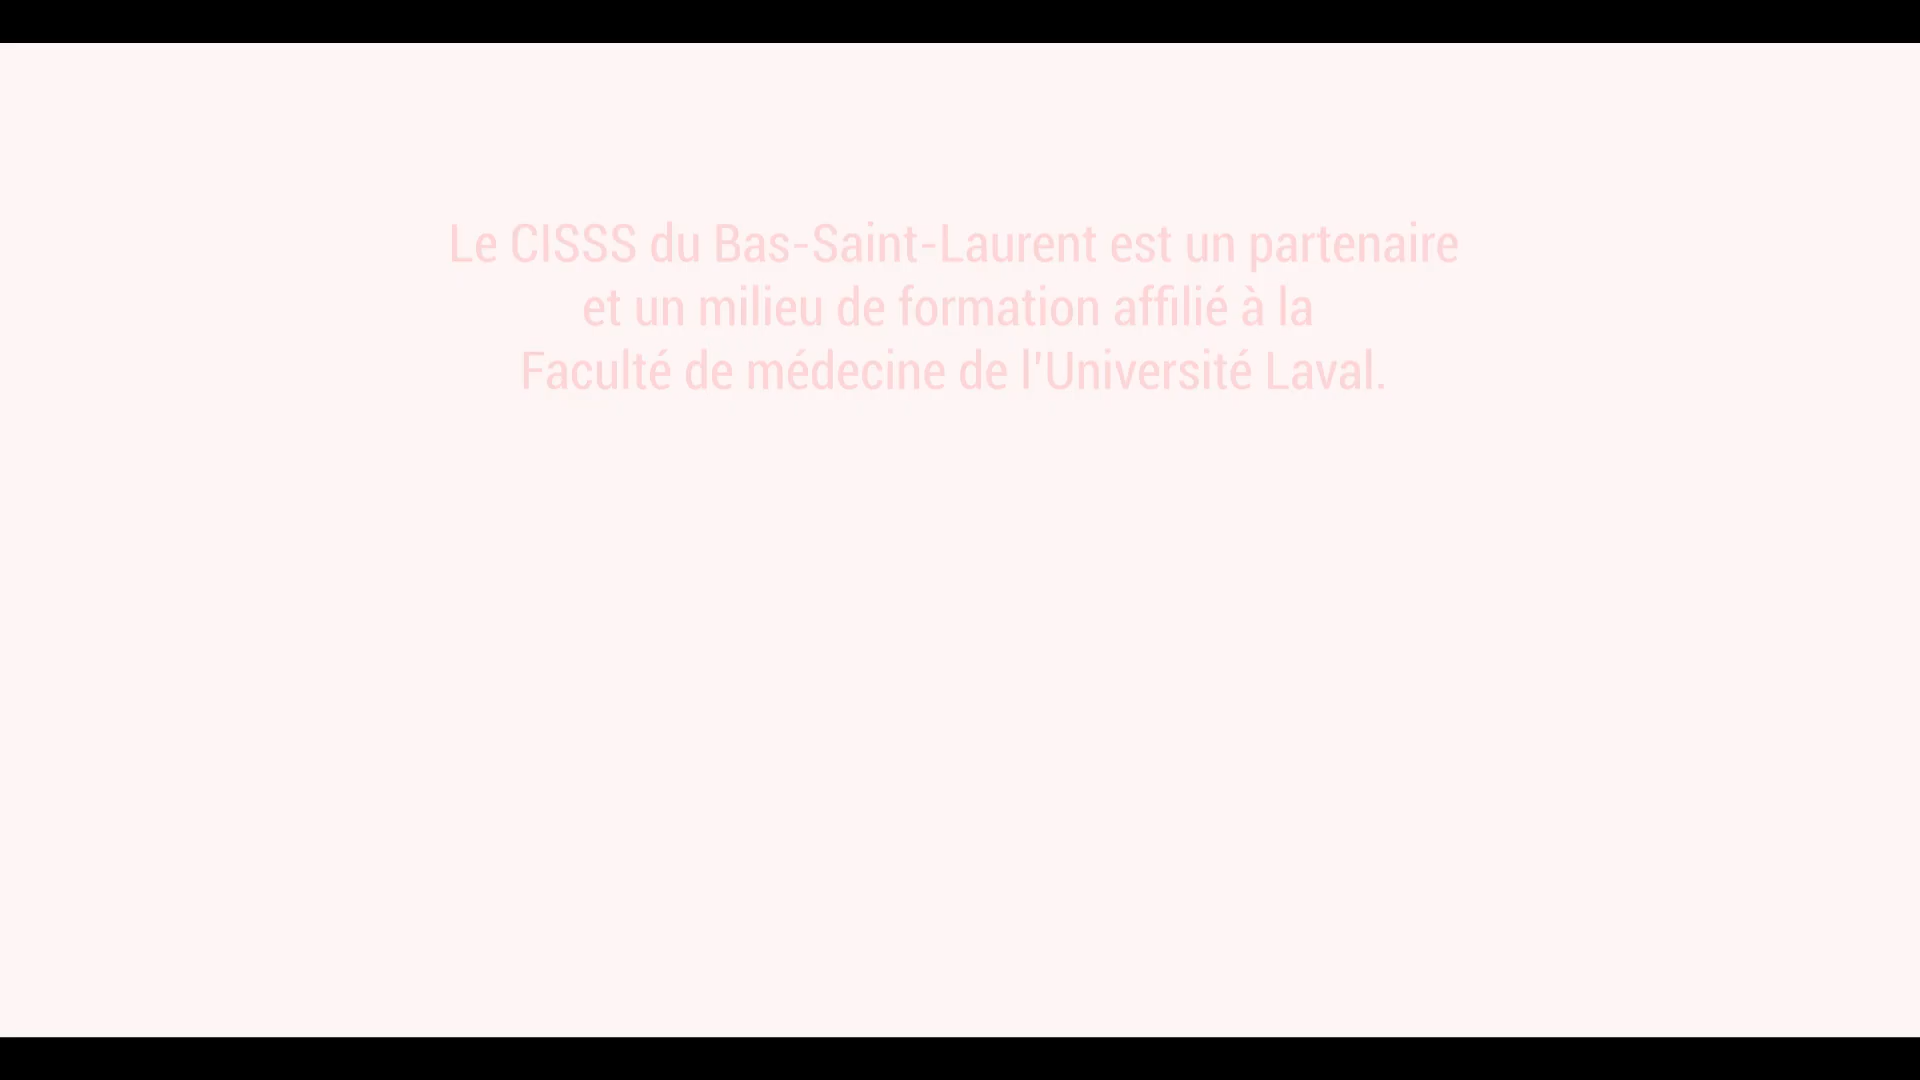 Le CISSS du Bas-Saint-Laurent est un partenaire
et un milieu de formation affilié à la
Faculté de médecine de l'Université Laval.